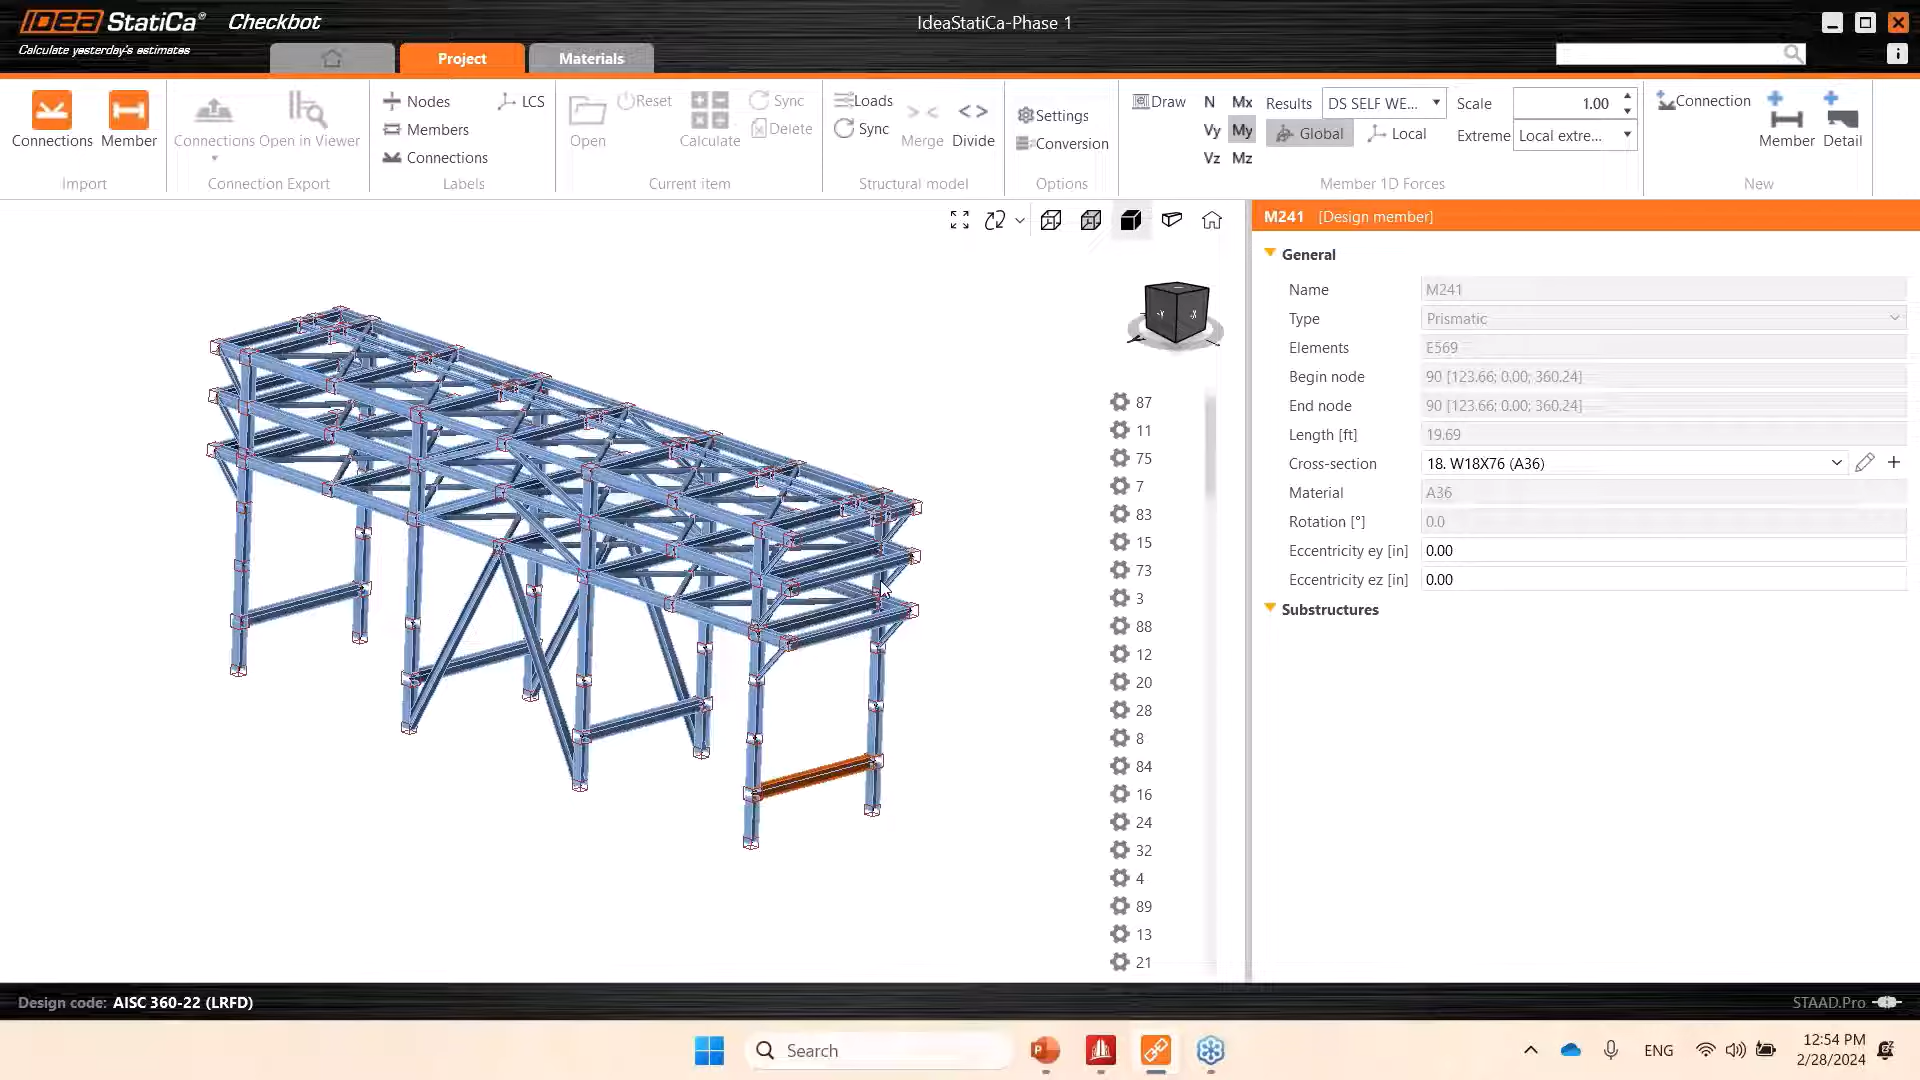 IDEA StatiCa® Checkbot
Calculate yesterday's estimates
IdeaStatiCa-Phase 1
Project
Materials
Connections
Member
Import
Connections
Open in Viewer
Connection Export
Nodes
LCS
Members
Connections
Labels
Open
Reset
Calculate
Sync
Delete
Current item
Loads
Sync
Merge
Divide
Structural model
Settings
Conversion
Options
Draw
N
Mx
Vy
My
Vz
Mz
Results
DS SELF WE...
Global
Local
Scale
1.00
Extreme
Local extre...
Member 1D Forces
Connection
Member
Detail
New
-Y
-X
87
11
75
7
83
15
73
3
88
12
20
28
8
84
16
24
32
4
89
13
21
M241 [Design member]
General
Name M241
Type Prismatic
Elements E569
Begin node 90 [123.66; 0.00; 360.24]
End node 90 [123.66; 0.00; 360.24]
Length [ft] 19.69
Cross-section 18. W18X76 (A36)
Material A36
Rotation [°] 0.0
Eccentricity ey [in] 0.00
Eccentricity ez [in] 0.00
Substructures
Design code: AISC 360-22 (LRFD)
STAAD.Pro
Search
ENG
12:54 PM
2/28/2024